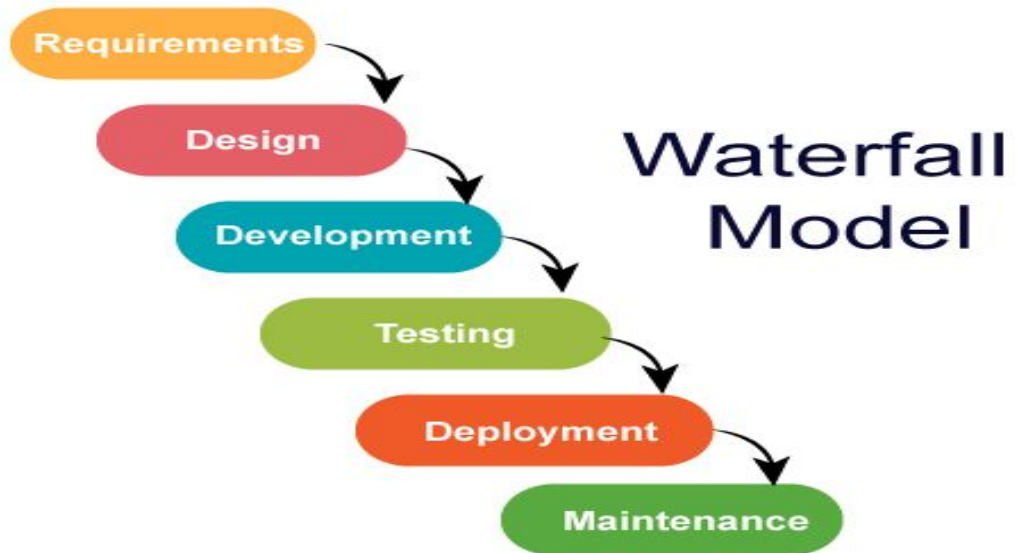 Requirements
Design
Waterfall
Model
Development
Testing
Deployment
Maintenance